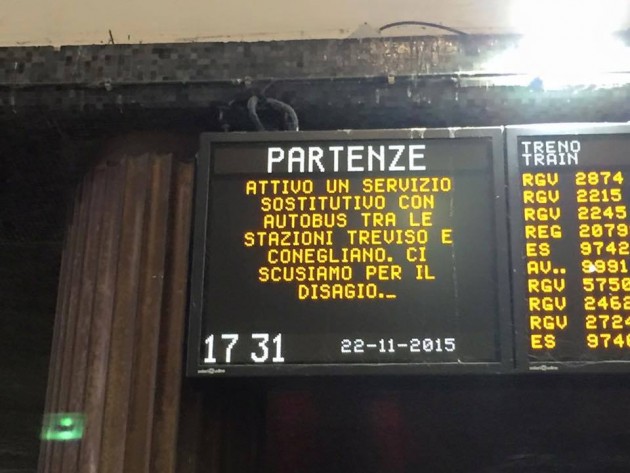 PARTENZE
ATTIVO UN SERVIZIO
SOSTITUTIVO CON
AUTOBUS TRA LE
STAZIONI TREVISO E
CONEGLIANO. CI
SCUSIAMO PER IL
DISAGIO._
17 31 22-11-2015
TRENO
TRAIN
RGV 2874
RGV 2215
RGV 2245
REG 2079
ES 9742
AV.. 9991
RGV 5750
RGV 2462
RGV 2724
ES 974